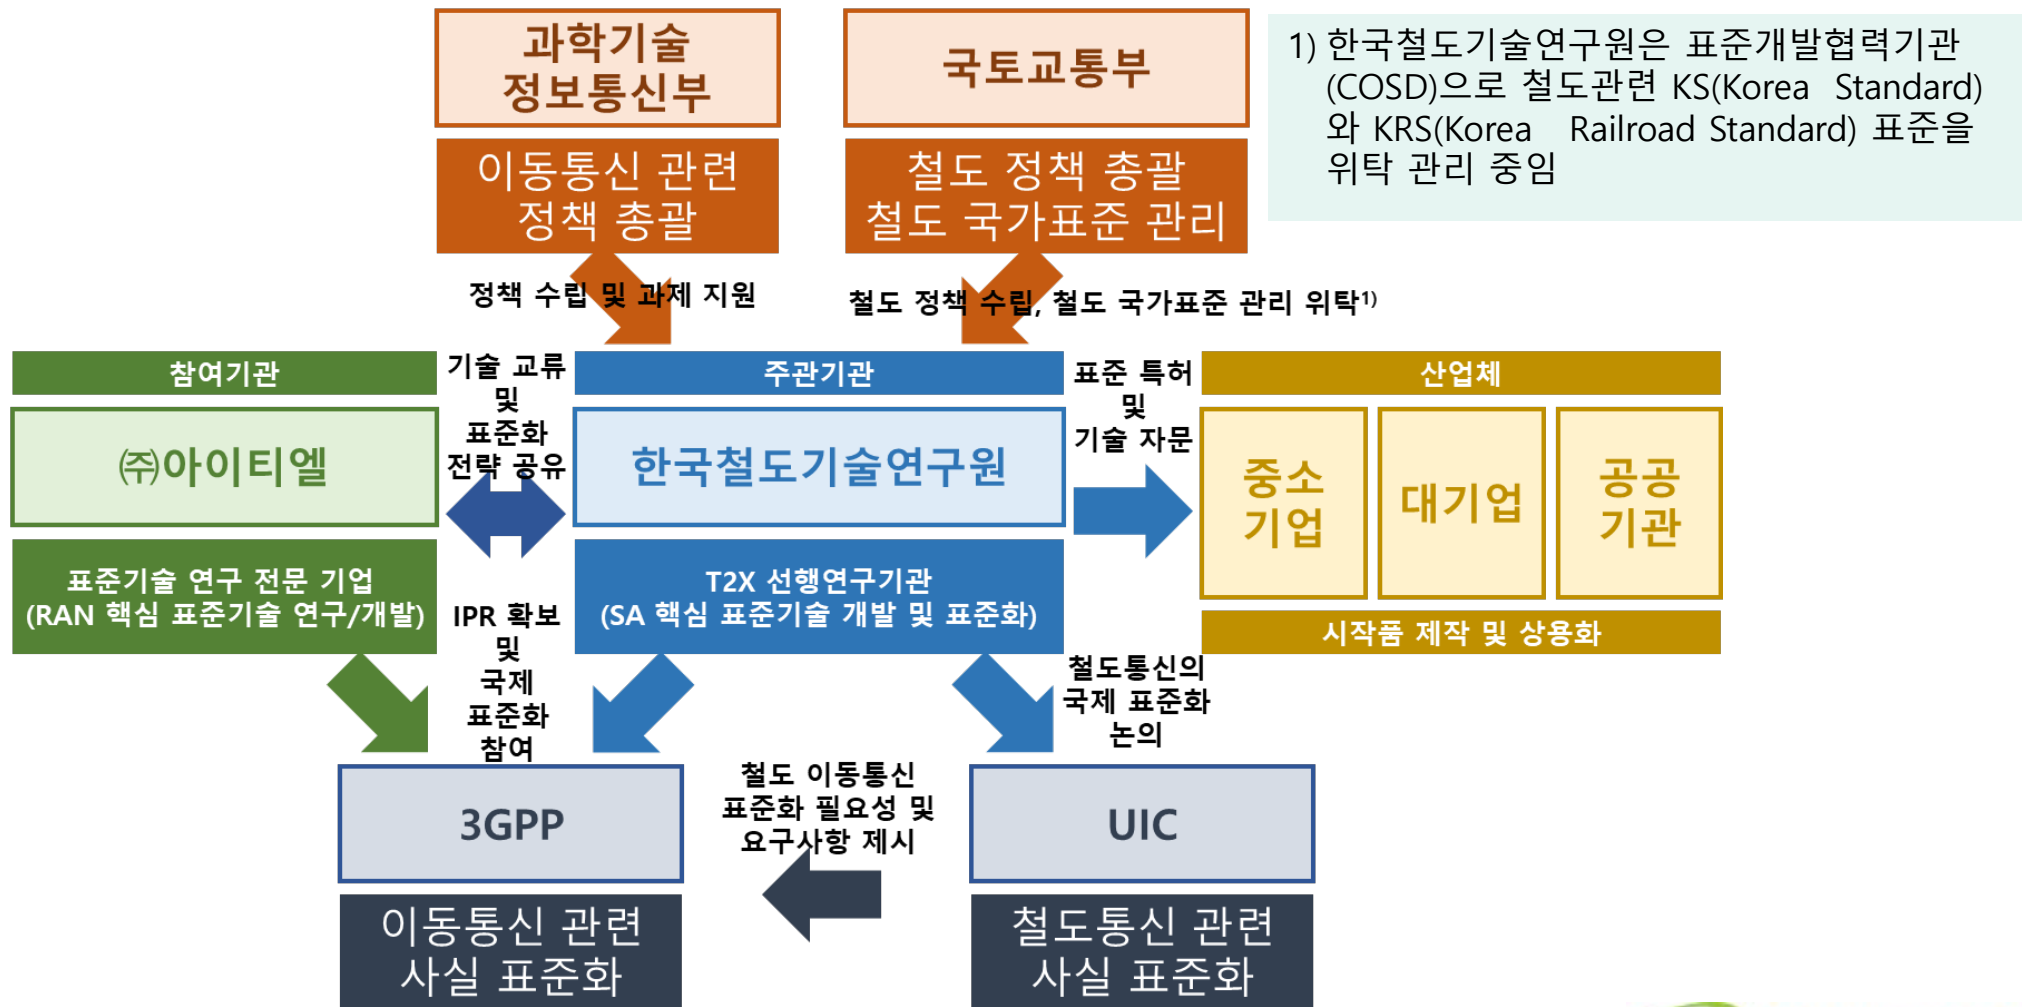 과학기술
정보통신부
이동통신 관련
정책 총괄
국토교통부
철도 정책 총괄
철도 국가표준 관리
1) 한국철도기술연구원은 표준개발협력기관
(COSD)으로 철도관련 KS(Korea Standard)
와 KRS(Korea Railroad Standard) 표준을
위탁 관리 중임
정책 수립 및 과제 지원
철도 정책 수립, 철도 국가표준 관리 위탁1)
참여기관
㈜아이티엘
표준기술 연구 전문 기업
(RAN 핵심 표준기술 연구/개발)
기술 교류
및
표준화
전략 공유
주관기관
한국철도기술연구원
T2X 선행연구기관
(SA 핵심 표준기술 개발 및 표준화)
표준 특허
및
기술 자문
산업체
중소
기업
대기업
공공
기관
시작품 제작 및 상용화
IPR 확보
및
국제
표준화
참여
철도통신의
국제 표준화
논의
3GPP
이동통신 관련
사실 표준화
철도 이동통신
표준화 필요성 및
요구사항 제시
UIC
철도통신 관련
사실 표준화